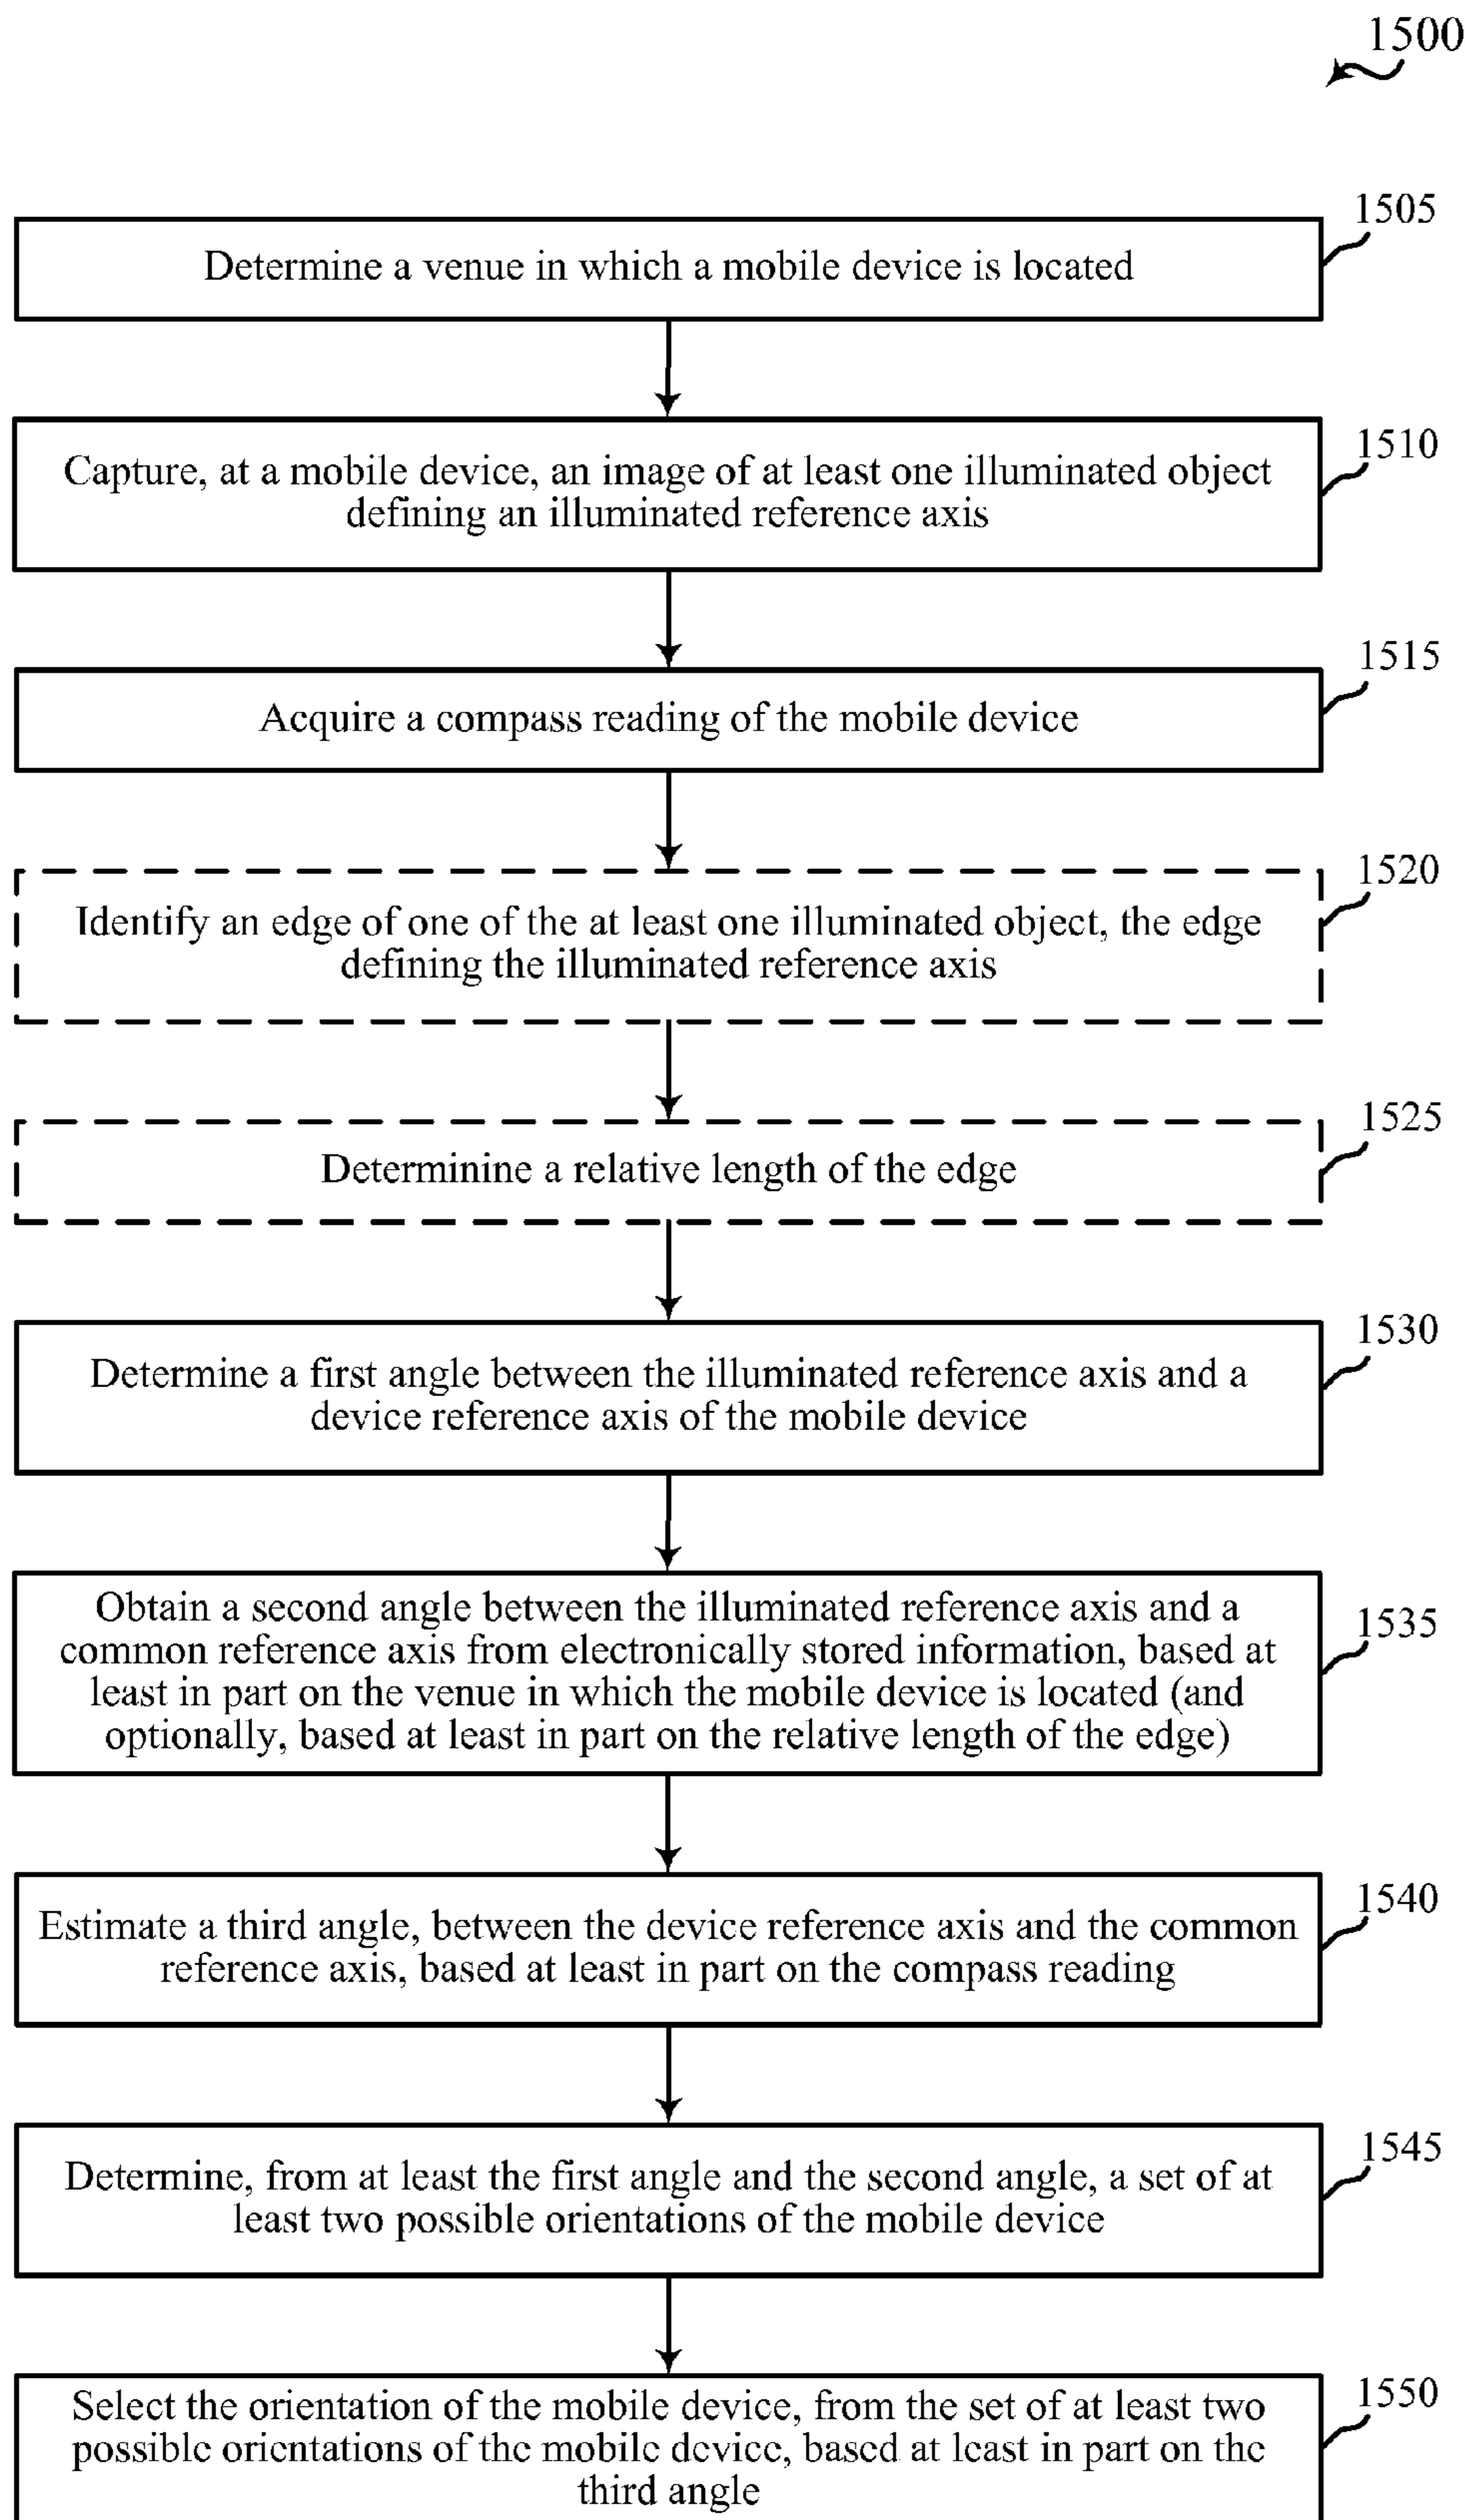 1500
1505
Determine a venue in which a mobile device is located
1510
Capture, at a mobile device, an image of at least one illuminated object
defining an illuminated reference axis
1515
Acquire a compass reading of the mobile device
1520
Identify an edge of one of the at least one illuminated object, the edge
defining the illuminated reference axis
1525
Determinine a relative length of the edge
1530
Determine a first angle between the illuminated reference axis and a
device reference axis of the mobile device
1535
Obtain a second angle between the illuminated reference axis and a
common reference axis from electronically stored information, based at
least in part on the venue in which the mobile device is located (and
optionally, based at least in part on the relative length of the edge)
1540
Estimate a third angle, between the device reference axis and the common
reference axis, based at least in part on the compass reading
1545
Determine, from at least the first angle and the second angle, a set of at
least two possible orientations of the mobile device
1550
Select the orientation of the mobile device, from the set of at least two
possible orientations of the mobile device, based at least in part on the
third angle